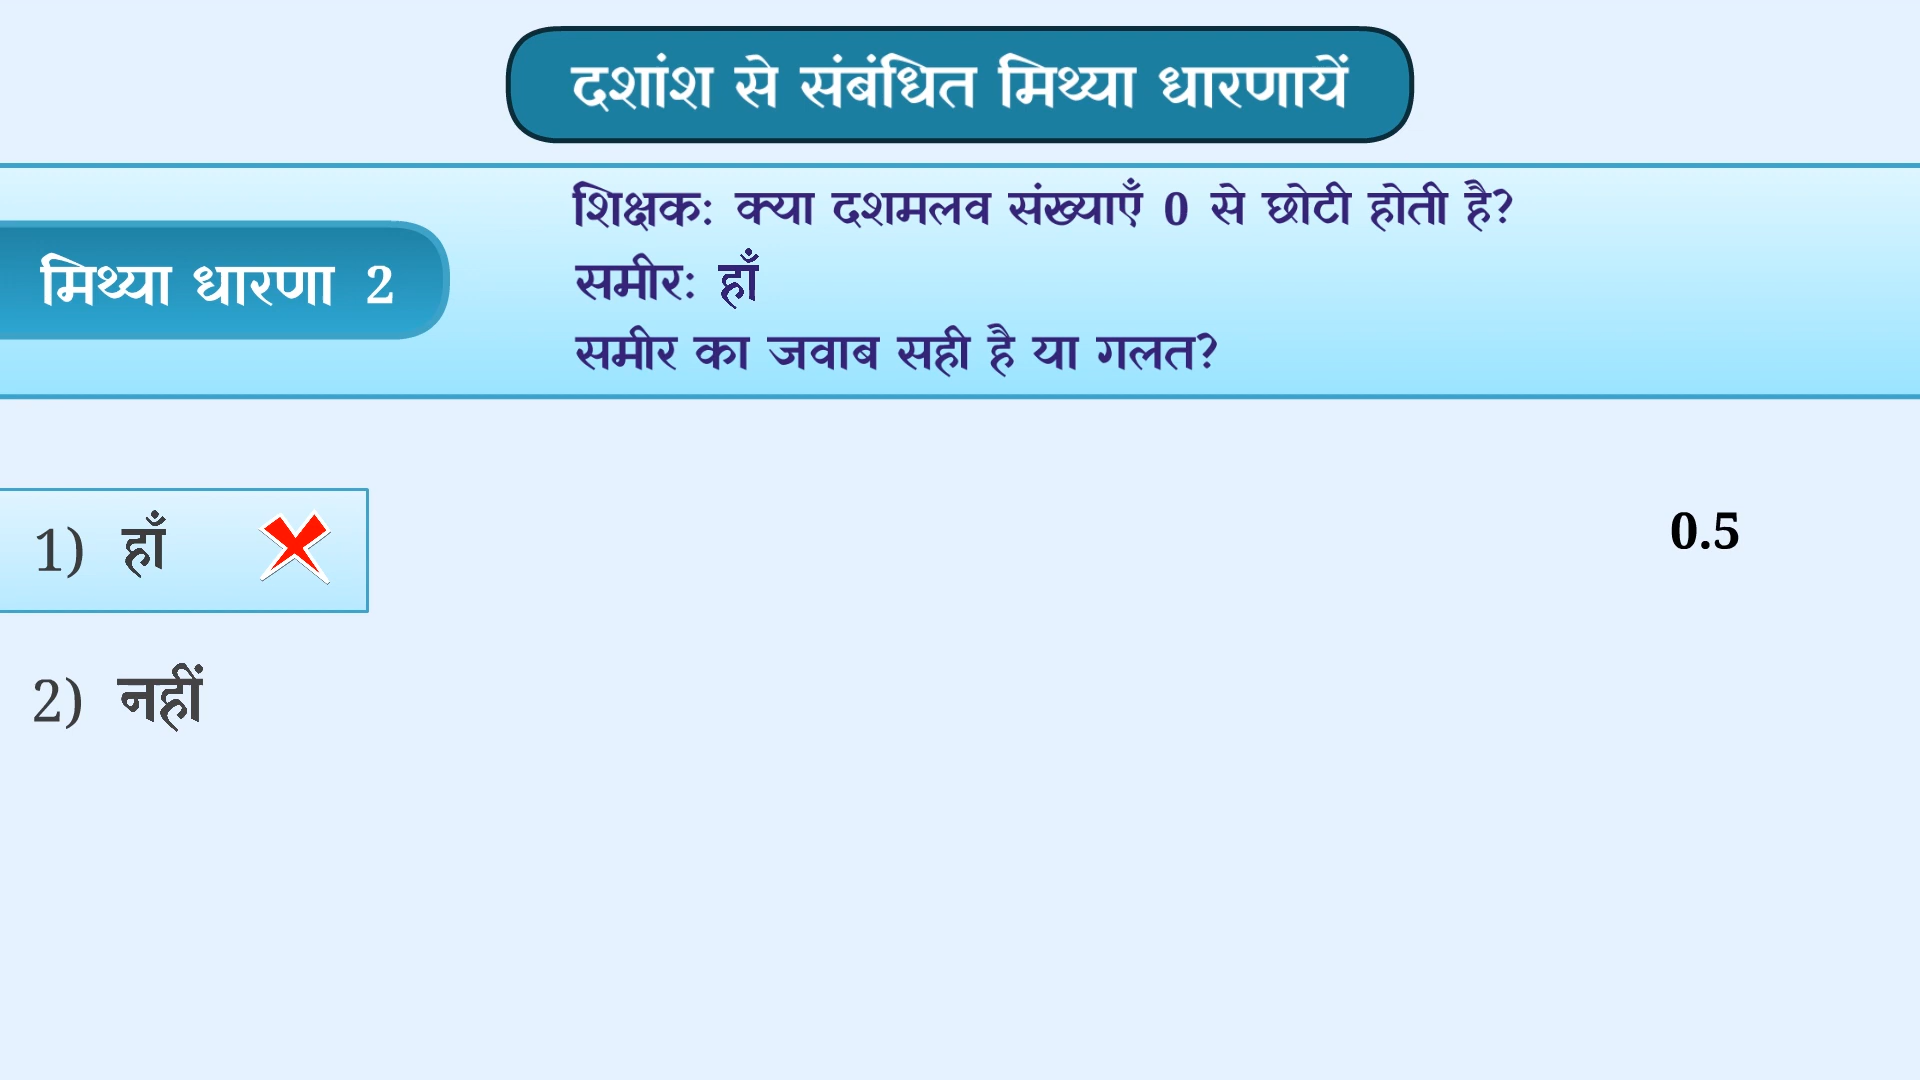 दशांश से संबंधित मिथ्या धारणायें
मिथ्या धारणा 2
शिक्षक: क्या दशमलव संख्याएँ 0 से छोटी होती है?
समीर: हाँ
समीर का जवाब सही है या गलत?
1) हाँ
0.5
2) नहीं